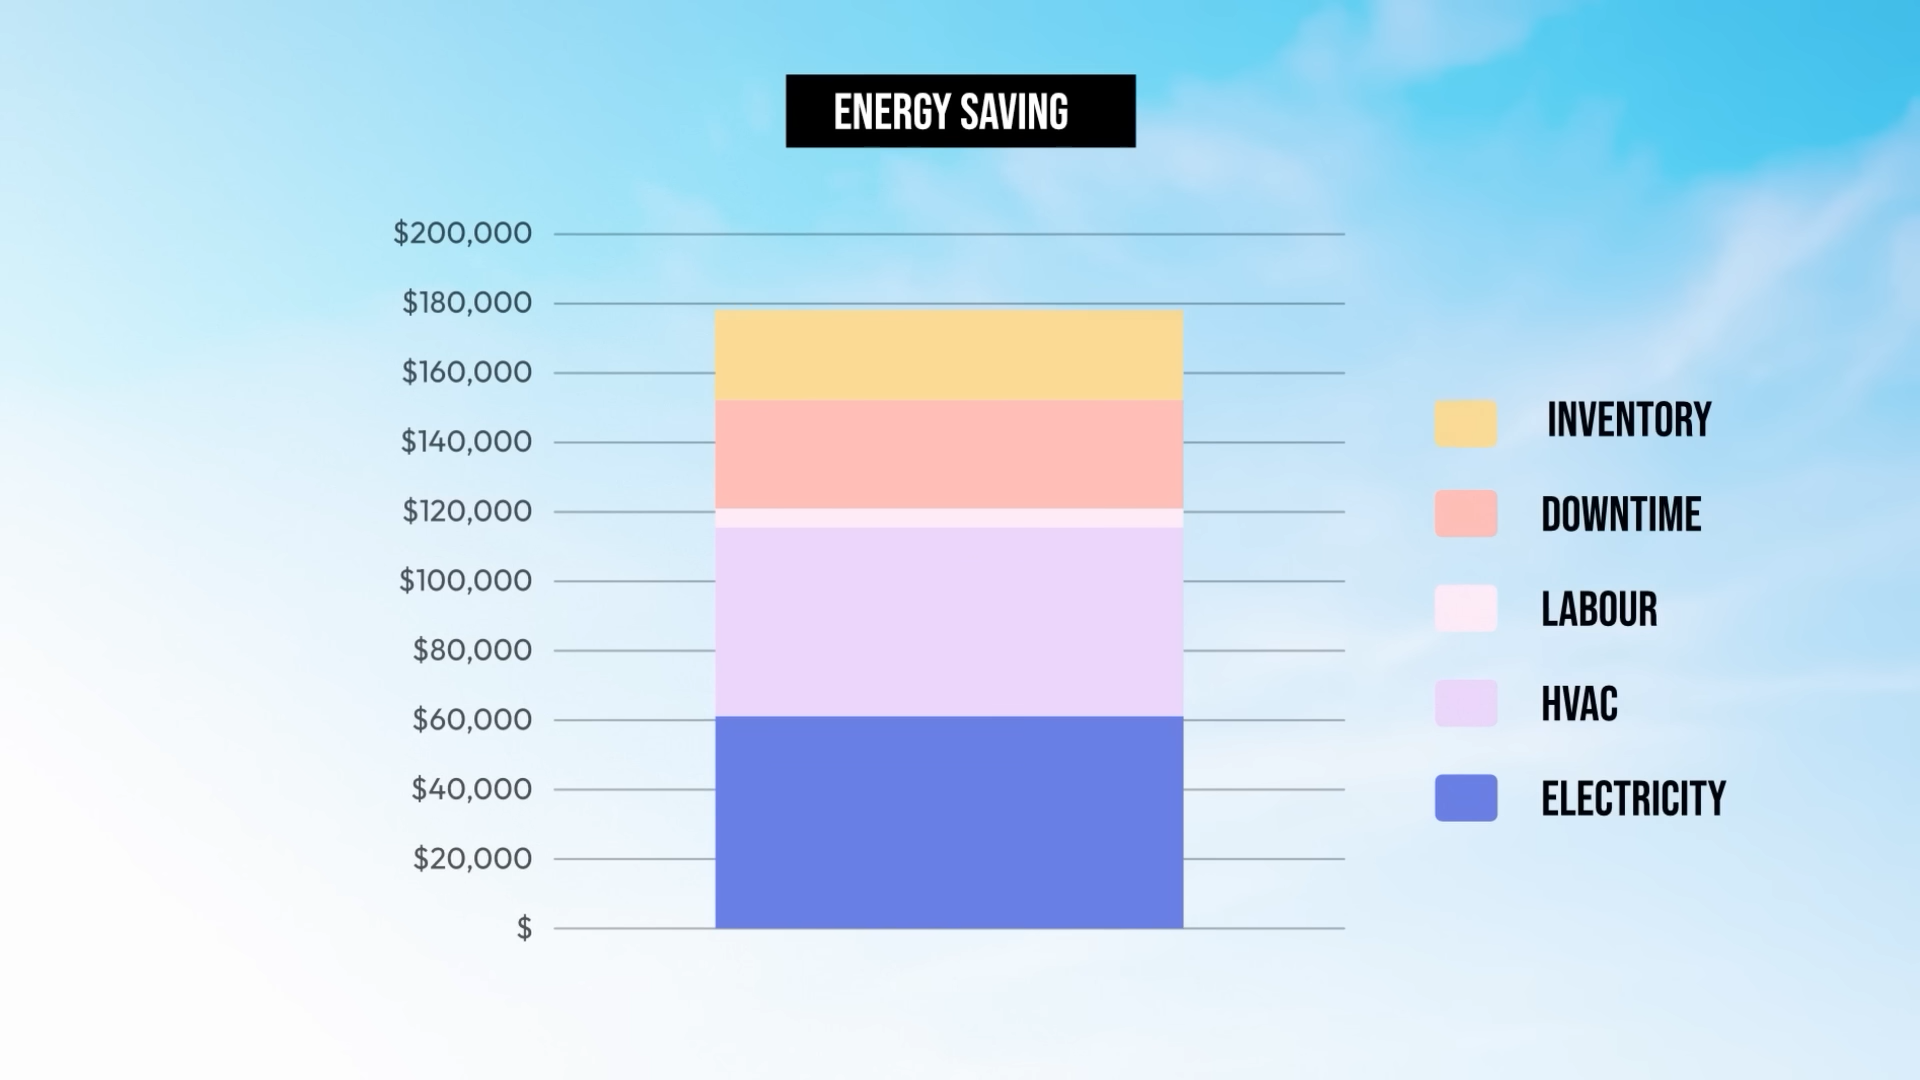 ENERGY SAVING
$200,000
$180,000
$160,000
$140,000
$120,000
$100,000
$80,000
$60,000
$40,000
$20,000
$
INVENTORY
DOWNTIME
LABOUR
HVAC
ELECTRICITY